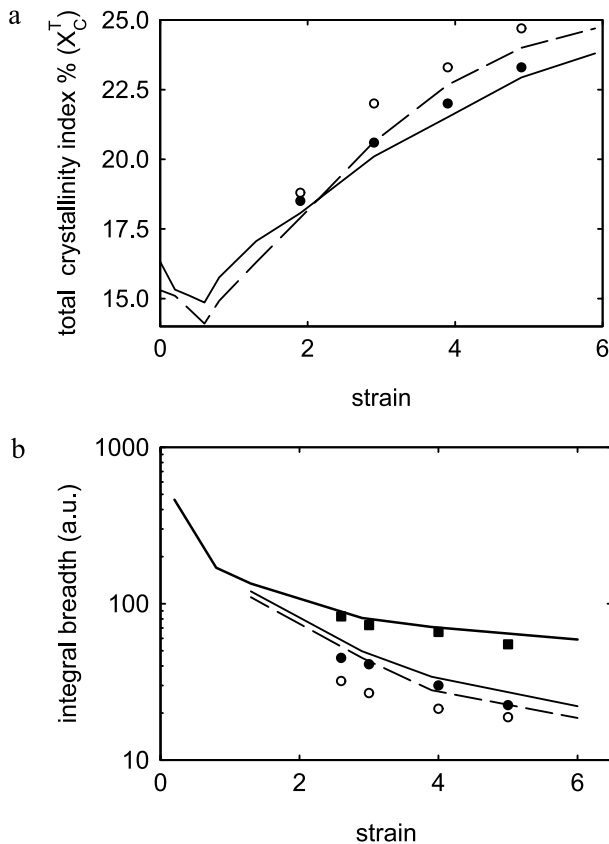 a
total crystallinity index % (X_C^T)
25.0
22.5
20.0
17.5
15.0
0 2 4 6
strain
b
integral breadth (a.u.)
1000
100
10
0 2 4 6
strain